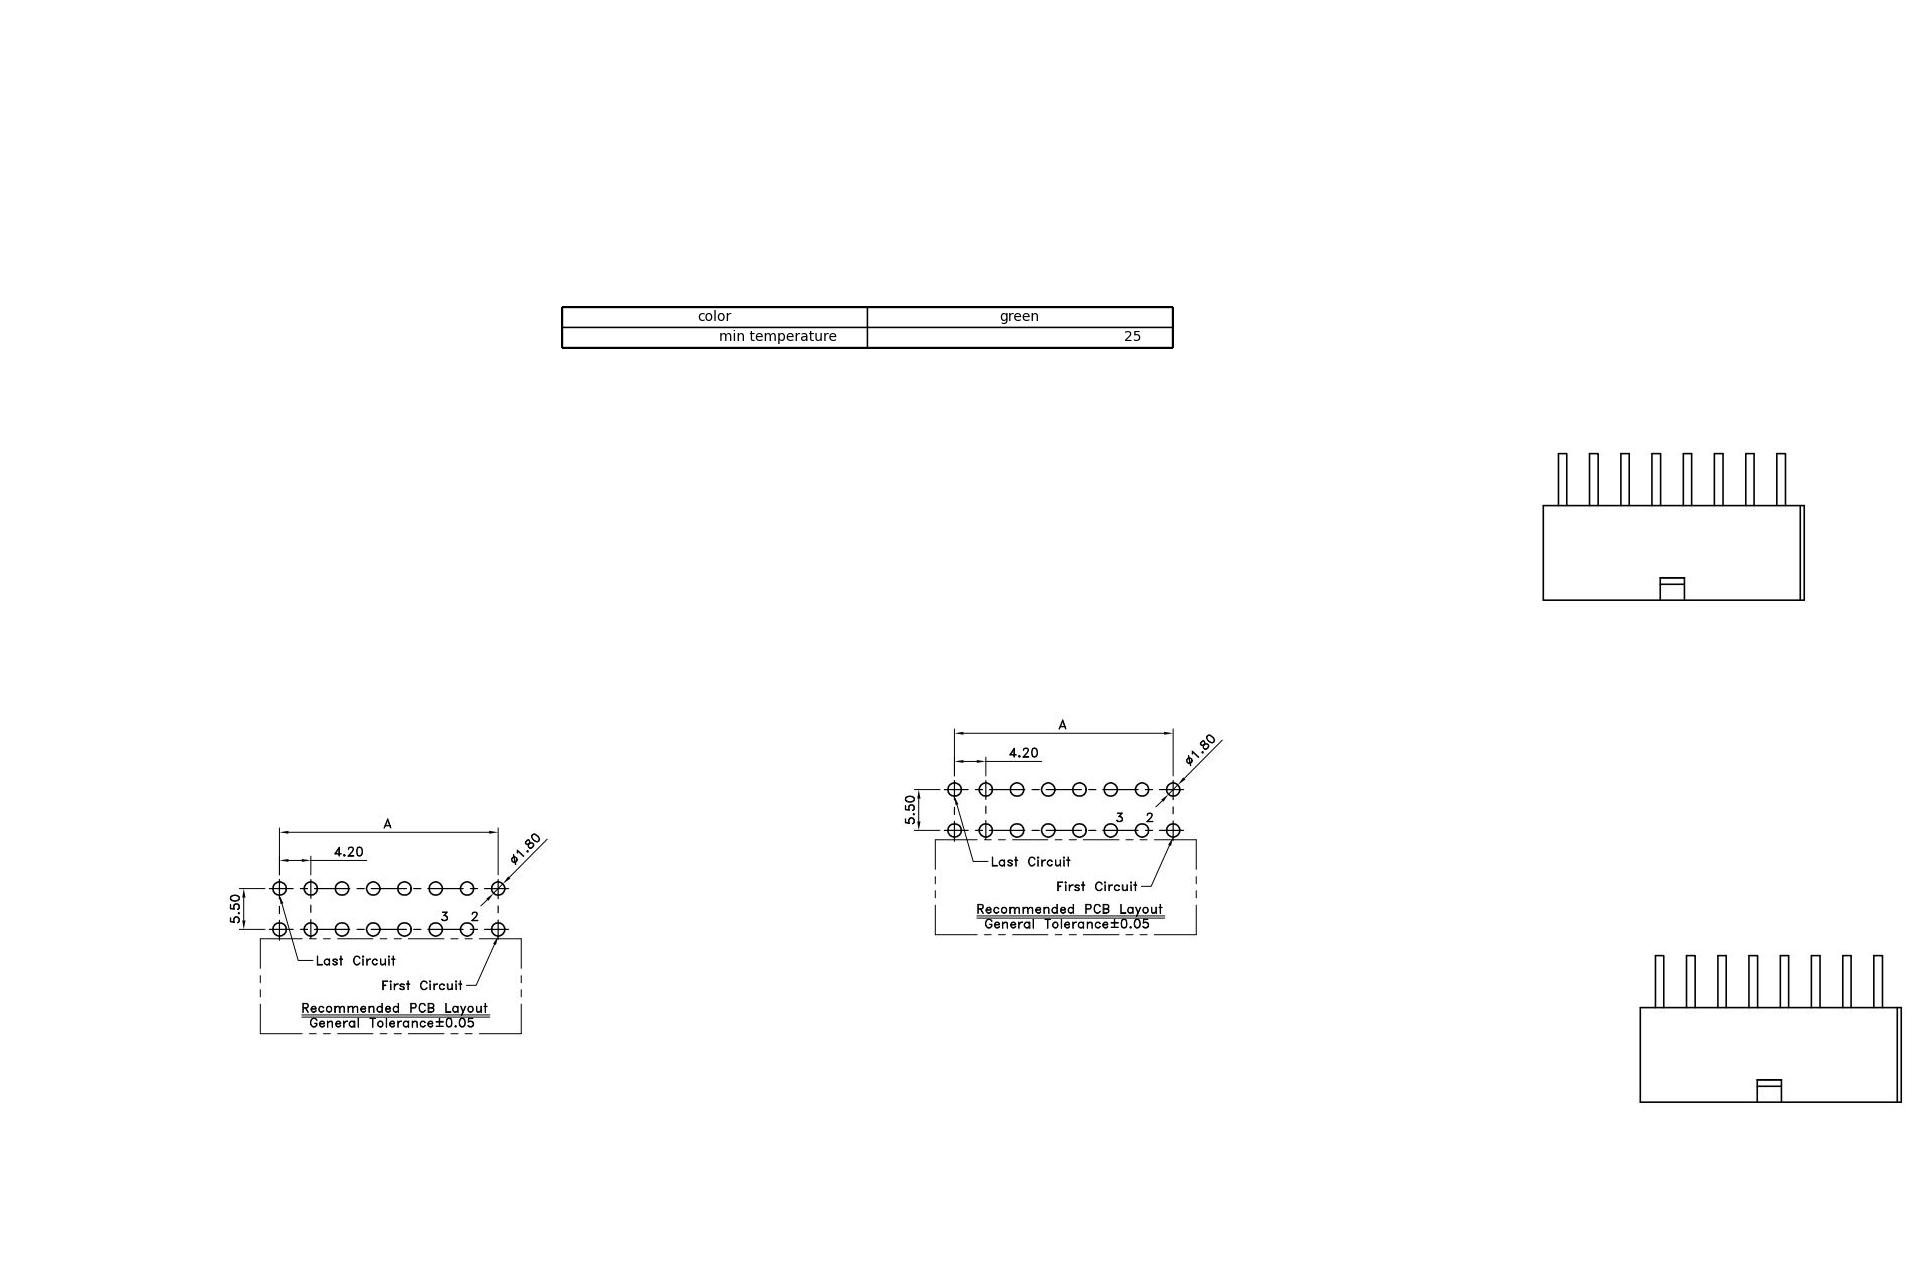 color green
min temperature 25
A
4.20
ø1.80
5.50
3 2
Last Circuit
First Circuit
Recommended PCB Layout
General Tolerance±0.05
A
4.20
ø1.80
5.50
3 2
Last Circuit
First Circuit
Recommended PCB Layout
General Tolerance±0.05